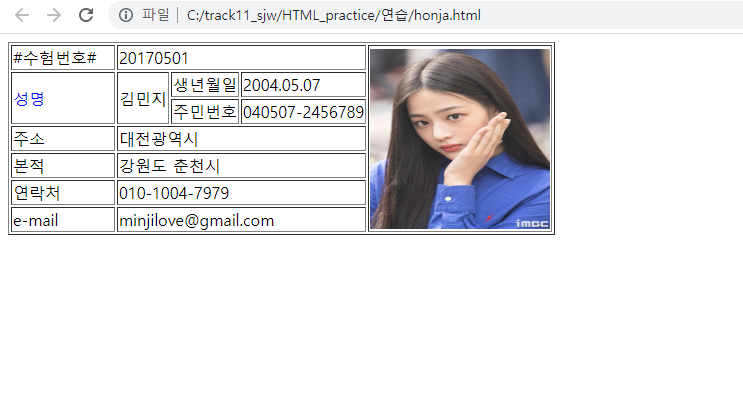 파일 C:/track11_sjw/HTML_practice/연습/honja.html
#수험번호# 20170501
성명 김민지 생년월일 2004.05.07
주민번호 040507-2456789
주소 대전광역시
본적 강원도 춘천시
연락처 010-1004-7979
e-mail minjilove@gmail.com
iMBC